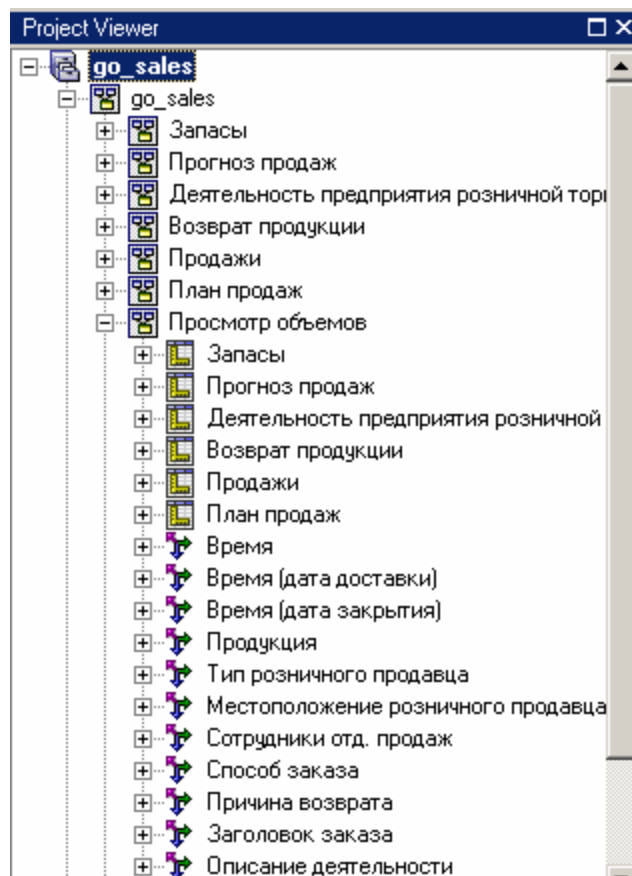 Project Viewer
go_sales
go_sales
Запасы
Прогноз продаж
Деятельность предприятия розничной
Возврат продукции
Продажи
План продаж
Просмотр объемов
Запасы
Прогноз продаж
Деятельность предприятия розничной
Возврат продукции
Продажи
План продаж
Время
Время (дата доставки)
Время (дата закрытия)
Продукция
Тип розничного продавца
Местоположение розничного продавца
Сотрудники отд. продаж
Способ заказа
Причина возврата
Заголовок заказа
Описание деятельности